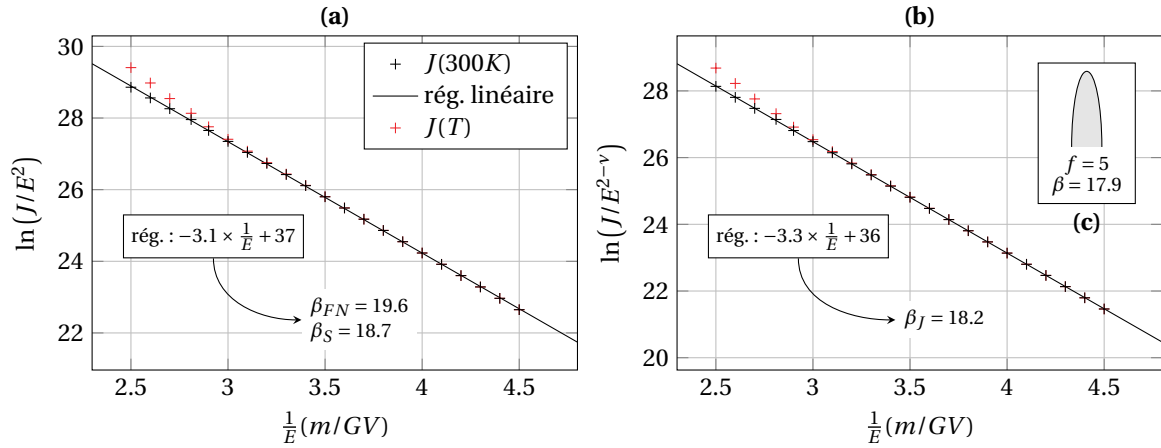 (a)
30
28
26
24
22
2.5 3 3.5 4 4.5
ln(J/E²)
1/E (m/GV)
J(300K)
rég. linéaire
J(T)
rég. : −3.1 × 1/E + 37
β_FN = 19.6
β_S = 18.7
(b)
28
26
24
22
20
2.5 3 3.5 4 4.5
ln(J/E^{2−ν})
1/E (m/GV)
rég. : −3.3 × 1/E + 36
β_J = 18.2
f = 5
β = 17.9
(c)